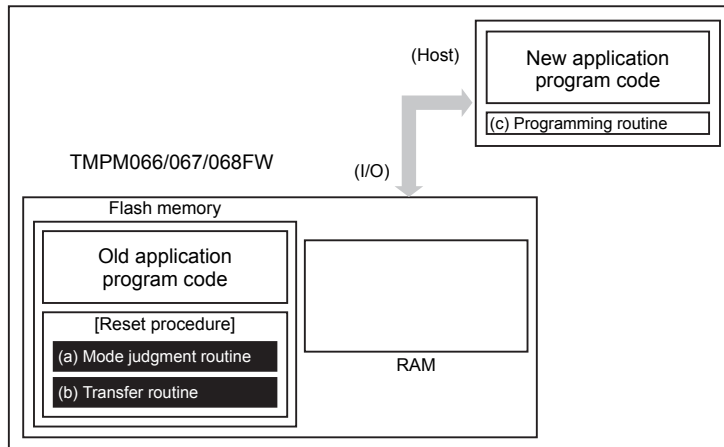 (Host)
New application
program code
(c) Programming routine
TMPM066/067/068FW
(I/O)
Flash memory
Old application
program code
[Reset procedure]
(a) Mode judgment routine
(b) Transfer routine
RAM